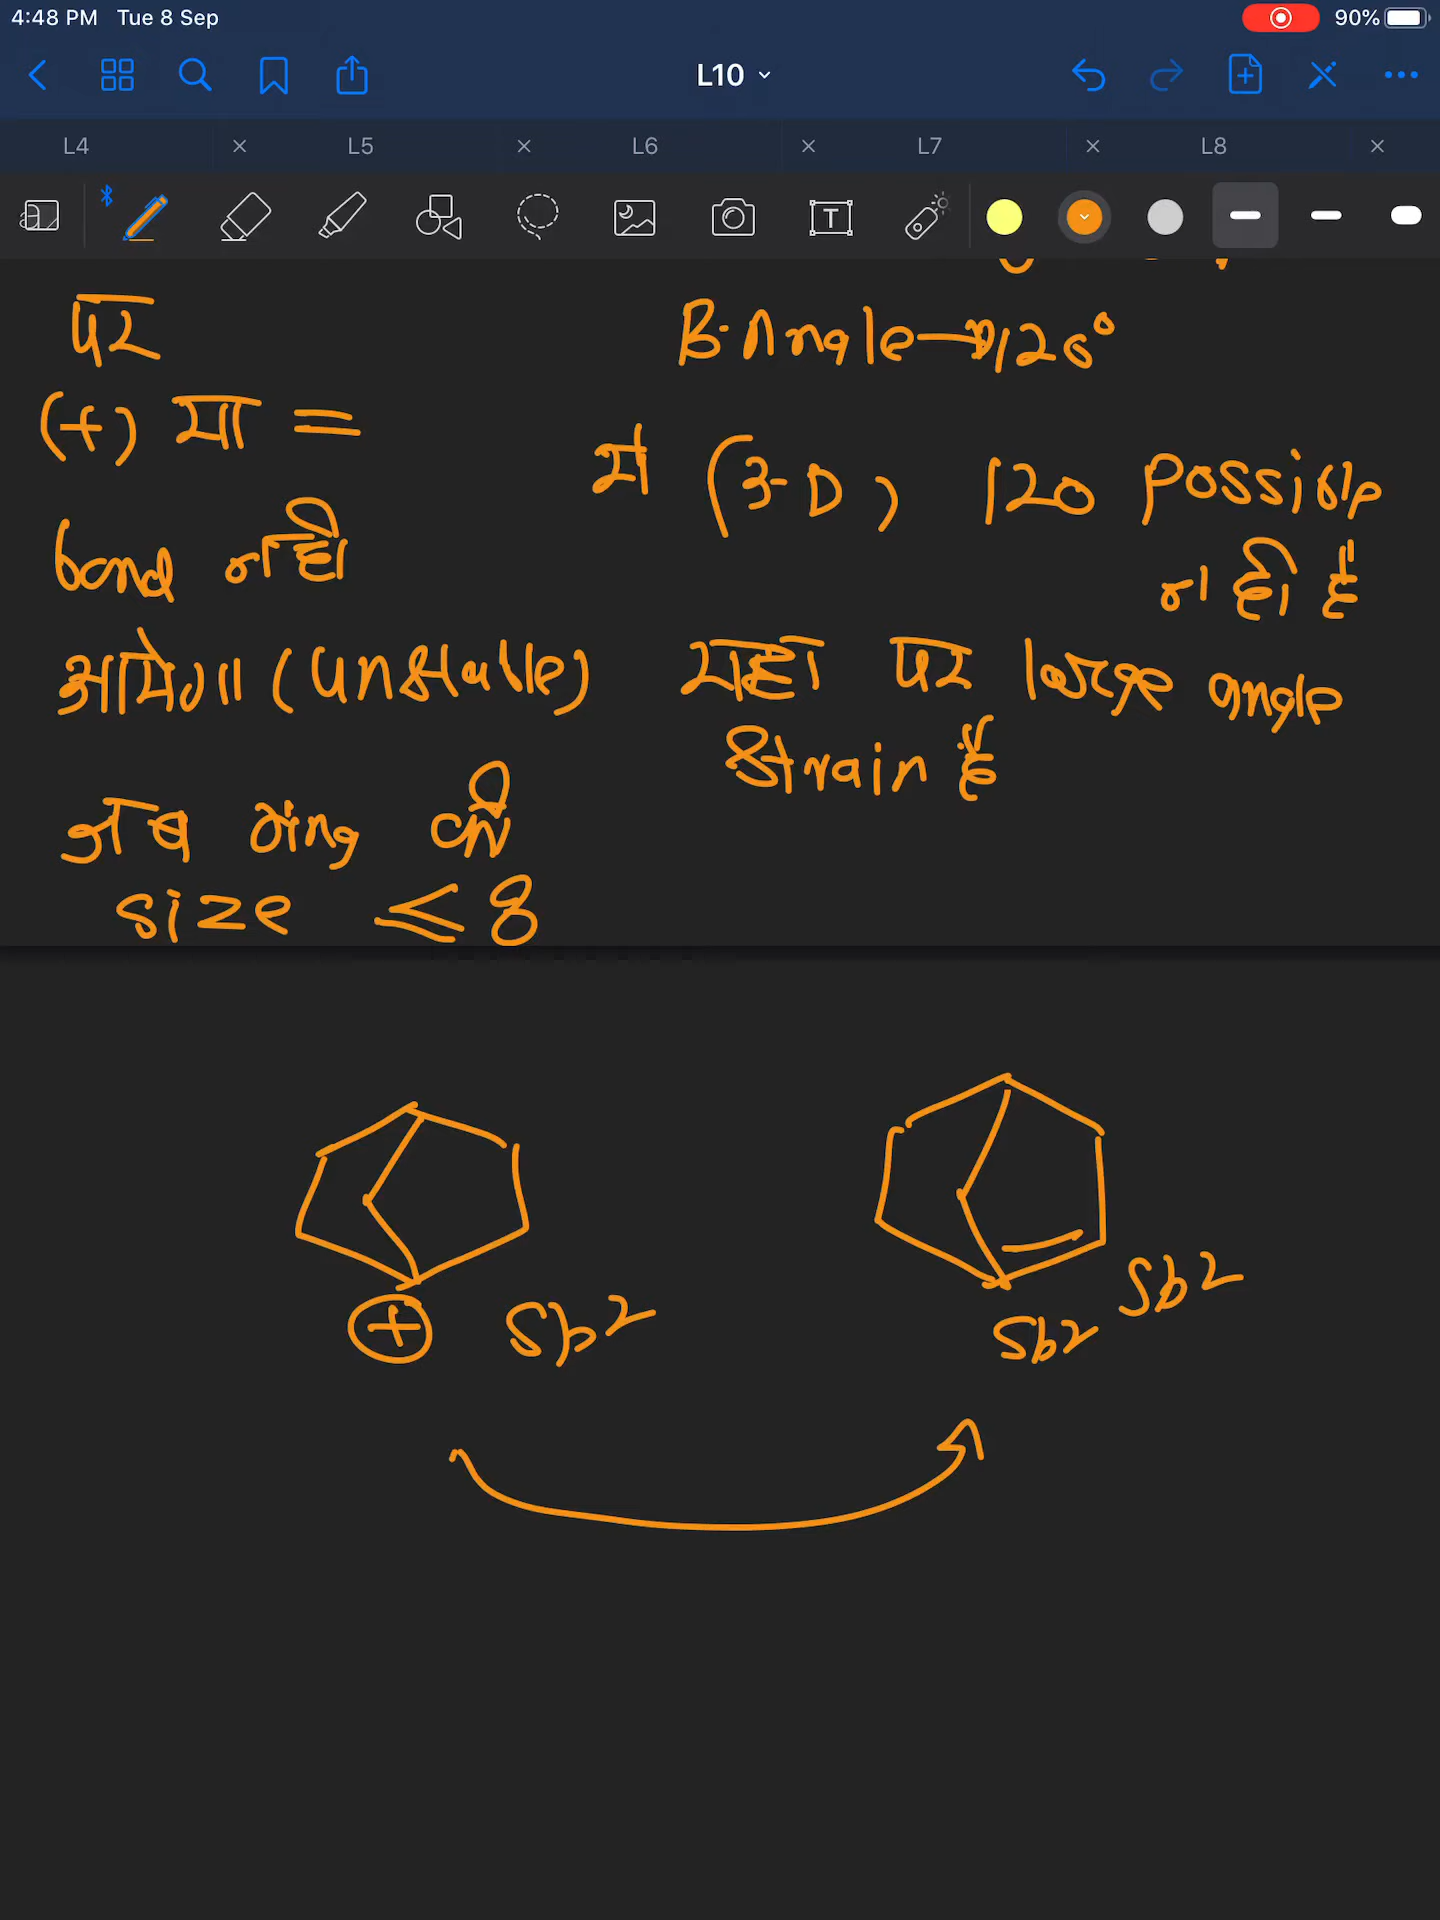 4:48 PM Tue 8 Sep
90%
L10
L4 L5 L6 L7 L8
T
पर
(+) या =
bond नही
आयेगा (unstable)
जब ring की
size ≤ 8
B.Angle→120°
ये (3-D) 120 possible
नही है
यहा पर large angle
strain है
+ Sp2
Sp2 Sp2